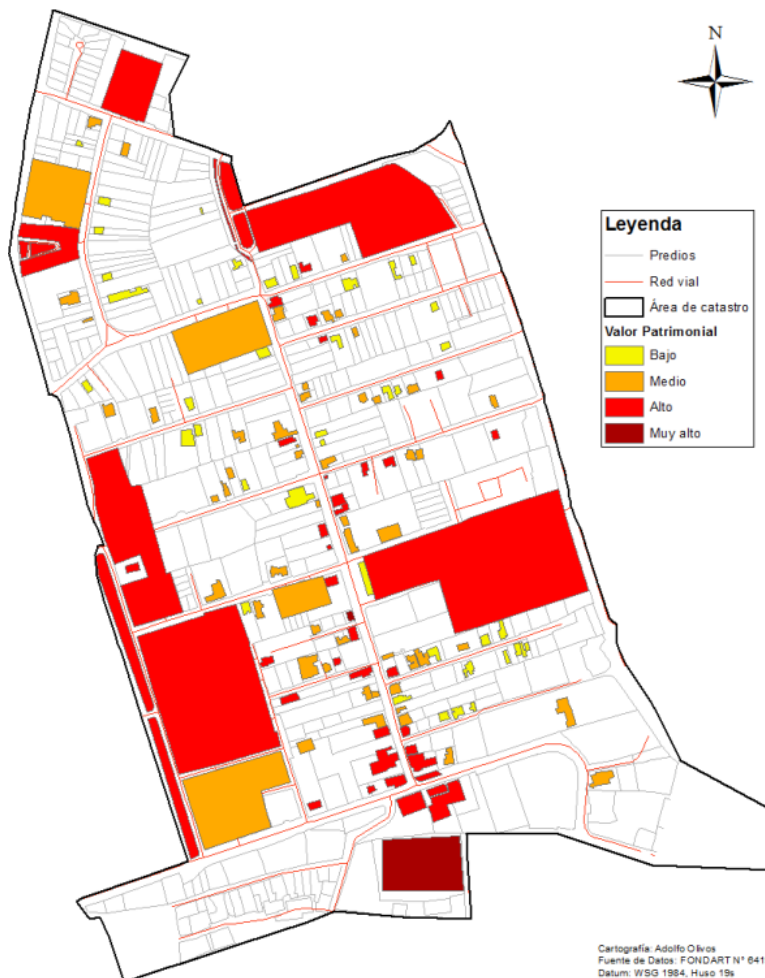 N
Leyenda
Predios
Red vial
Área de catastro
Valor Patrimonial
Bajo
Medio
Alto
Muy alto
Cartografía: Adolfo Olivos
Fuente de Datos: FONDART N° 641
Datum: WSG 1984, Huso 19s